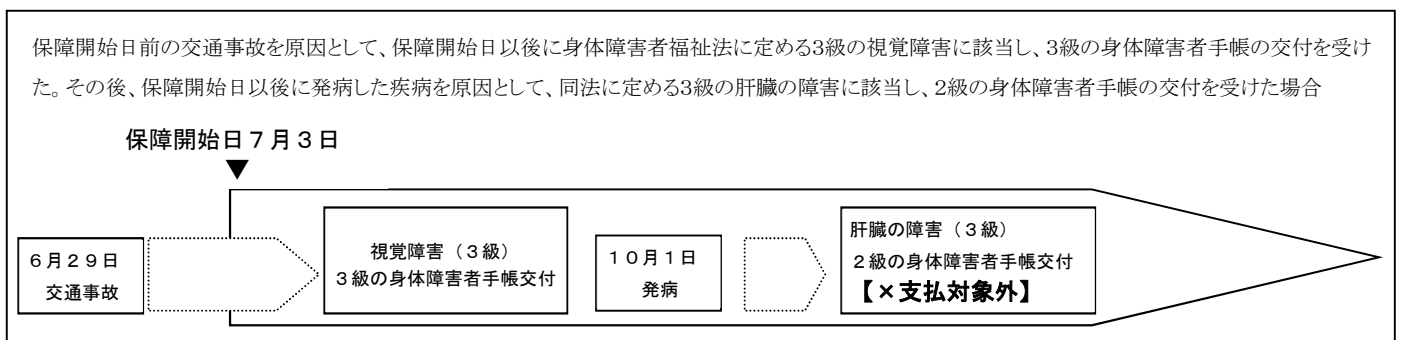 保障開始日前の交通事故を原因として、保障開始日以後に身体障害者福祉法に定める3級の視覚障害に該当し、3級の身体障害者手帳の交付を受け
た。その後、保障開始日以後に発病した疾病を原因として、同法に定める3級の肝臓の障害に該当し、2級の身体障害者手帳の交付を受けた場合
保障開始日7月3日
▼
6月29日
交通事故
視覚障害（3級）
3級の身体障害者手帳交付
10月1日
発病
肝臓の障害（3級）
2級の身体障害者手帳交付
【×支払対象外】